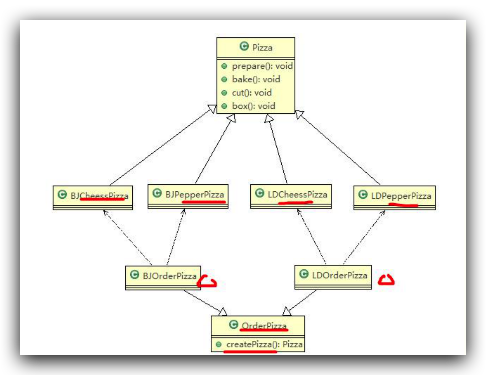 C Pizza
prepare(): void
bake(): void
cut(): void
box(): void
C BJCheessPizza
C BJPepperPizza
C LDCheessPizza
C LDPepperPizza
C BJOrderPizza
C LDOrderPizza
C OrderPizza
createPizza(): Pizza